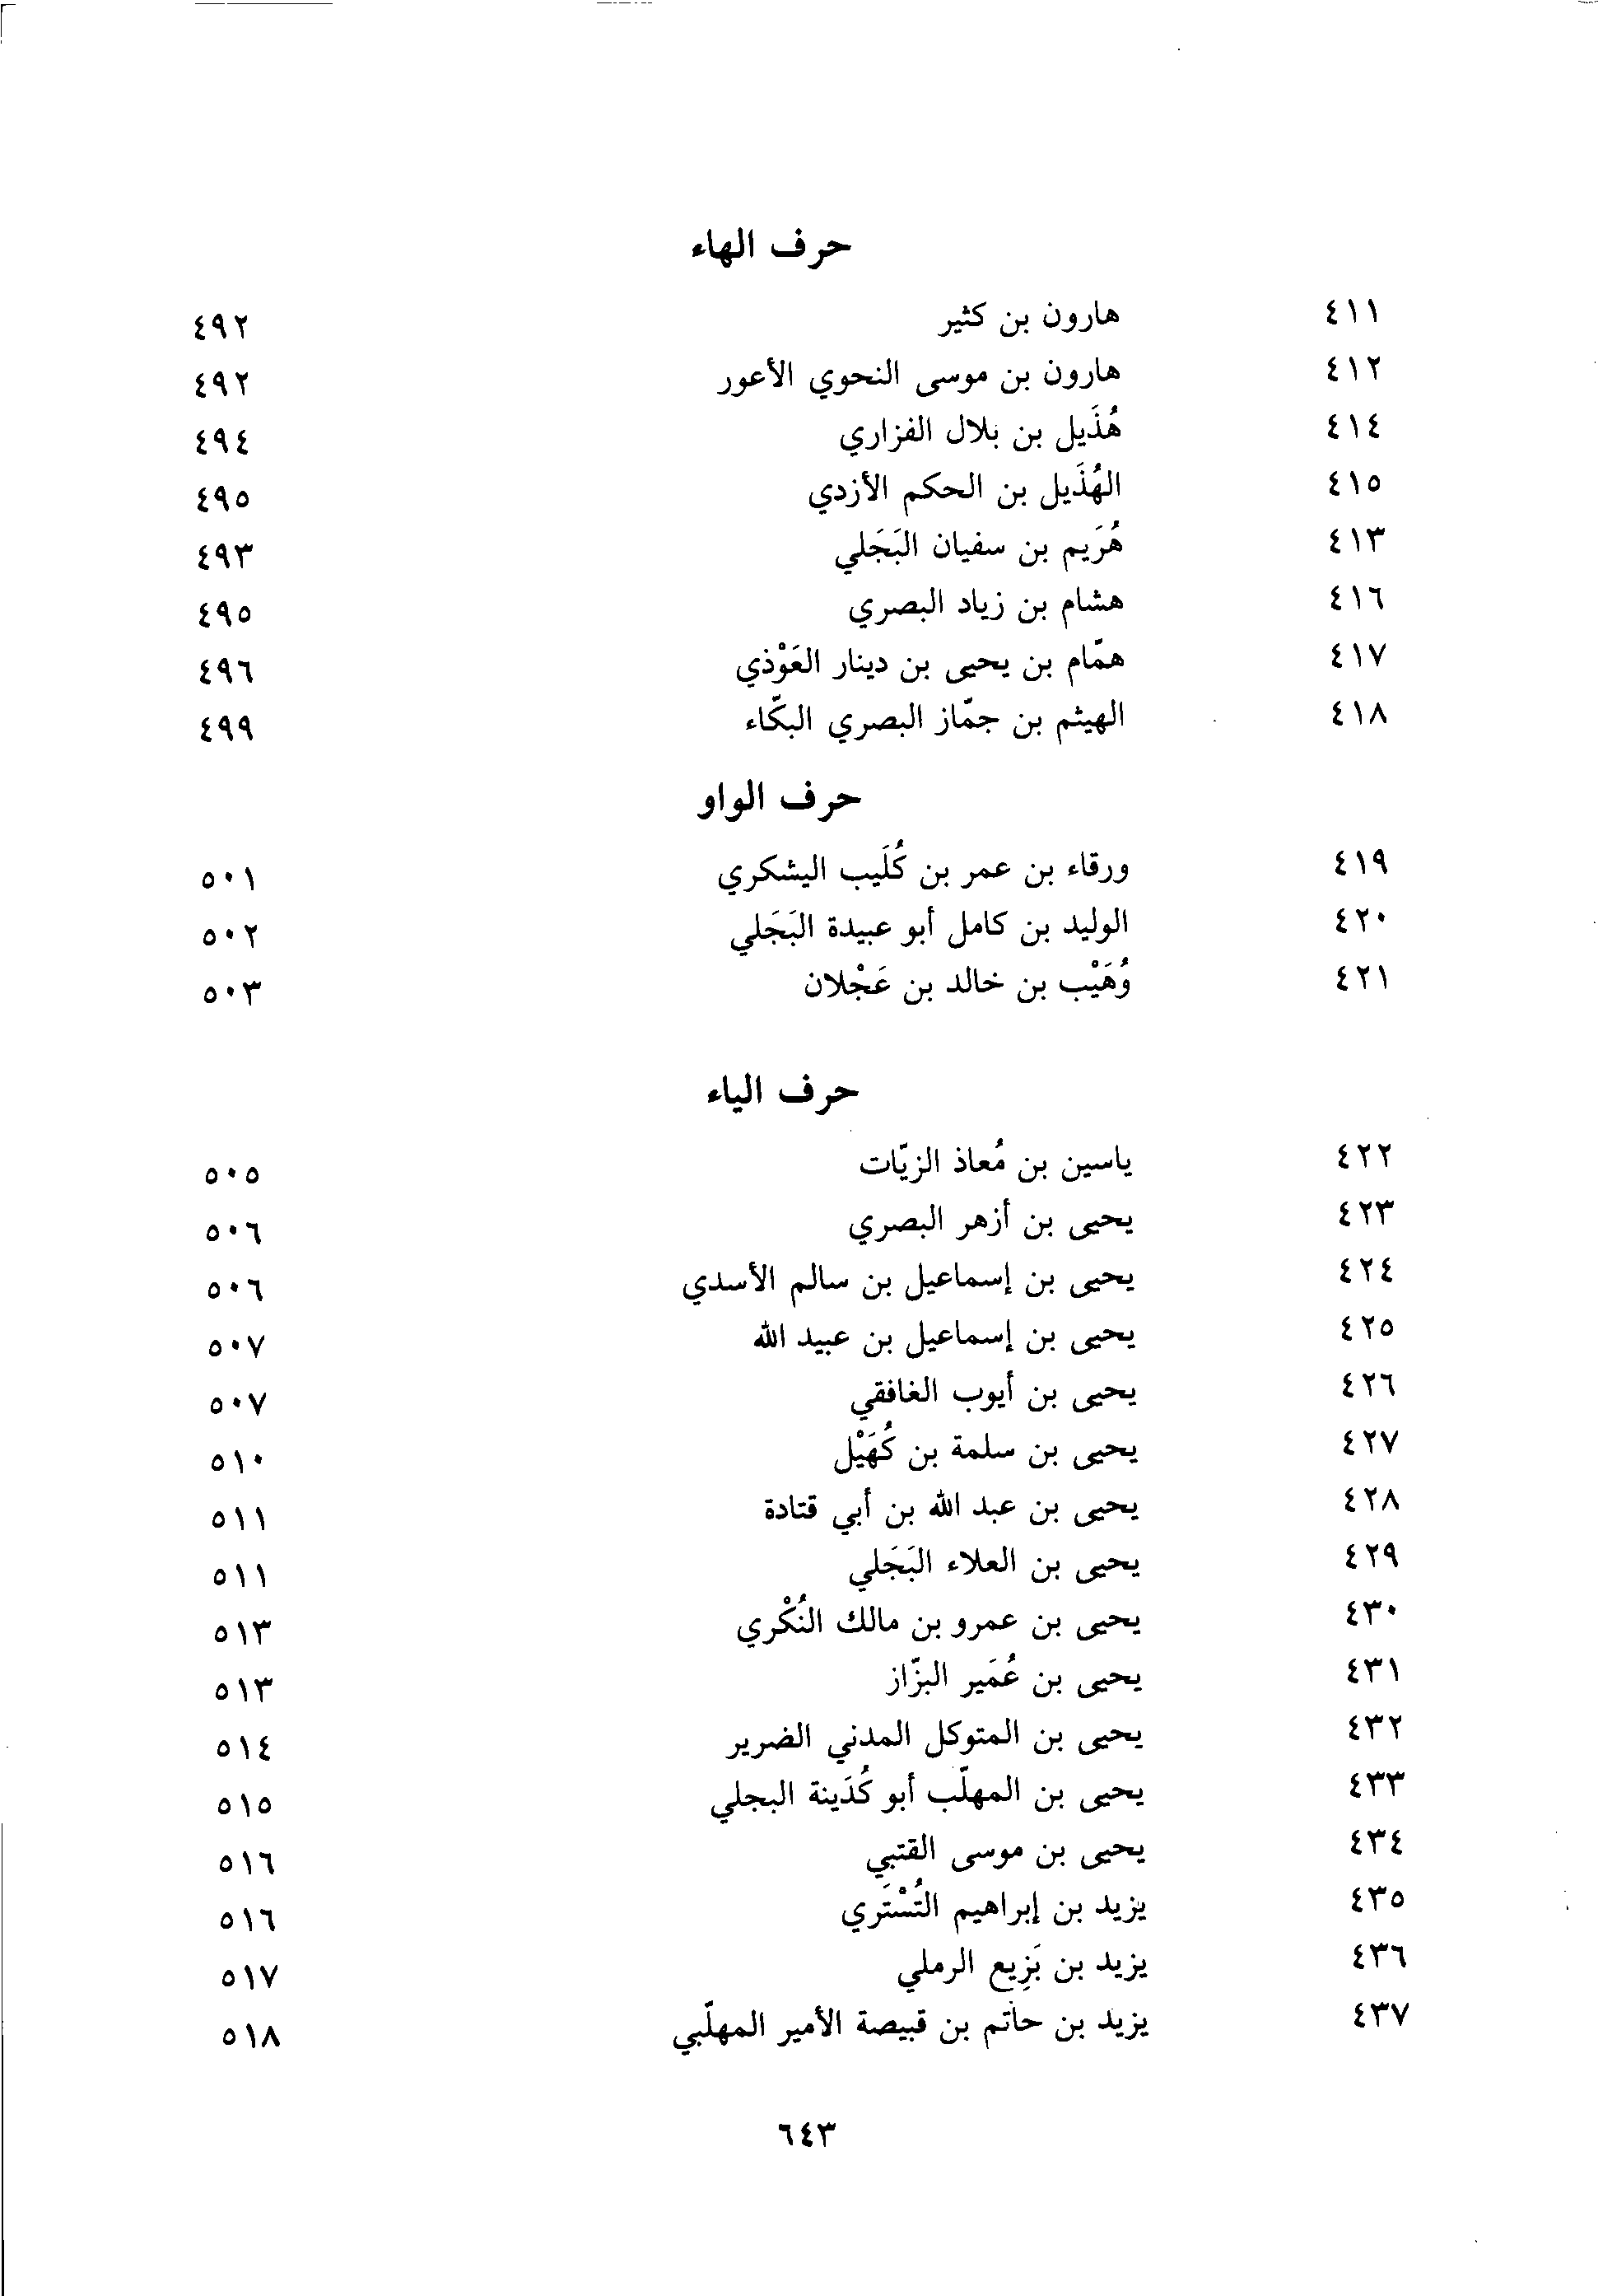 حرف الهاء
٤١١ هارون بن كثير ٤٩٢
٤١٢ هارون بن موسى النحوي الأعور ٤٩٢
٤١٤ هُذَيل بن بلال الفزاري ٤٩٤
٤١٥ الهُذَيل بن الحكم الأزدي ٤٩٥
٤١٣ هُرَيم بن سفيان البَجَلي ٤٩٣
٤١٦ هشام بن زياد البصري ٤٩٥
٤١٧ همّام بن يحيى بن دينار العَوْذي ٤٩٦
٤١٨ الهيثم بن جمّاز البصري البكّاء ٤٩٩
حرف الواو
٤١٩ ورقاء بن عمر بن كُلَيب اليشكري ٥٠١
٤٢٠ الوليد بن كامل أبو عبيدة البَجَلي ٥٠٢
٤٢١ وُهَيْب بن خالد بن عَجْلان ٥٠٣
حرف الياء
٤٢٢ ياسين بن مُعاذ الزيّات ٥٠٥
٤٢٣ يحيى بن أزهر البصري ٥٠٦
٤٢٤ يحيى بن إسماعيل بن سالم الأسدي ٥٠٦
٤٢٥ يحيى بن إسماعيل بن عبيد الله ٥٠٧
٤٢٦ يحيى بن أيوب الغافقي ٥٠٧
٤٢٧ يحيى بن سلمة بن كُهَيْل ٥١٠
٤٢٨ يحيى بن عبد الله بن أبي قتادة ٥١١
٤٢٩ يحيى بن العلاء البَجَلي ٥١١
٤٣٠ يحيى بن عمرو بن مالك النُكْري ٥١٣
٤٣١ يحيى بن عُمَير البزّاز ٥١٣
٤٣٢ يحيى بن المتوكل المدني الضرير ٥١٤
٤٣٣ يحيى بن المهلّب أبو كُدَينة البجلي ٥١٥
٤٣٤ يحيى بن موسى القتبي ٥١٦
٤٣٥ يزيد بن إبراهيم التُسْتَري ٥١٦
٤٣٦ يزيد بن بَزِيع الرملي ٥١٧
٤٣٧ يزيد بن حاتم بن قبيصة الأمير المهلّبي ٥١٨
٦٤٣